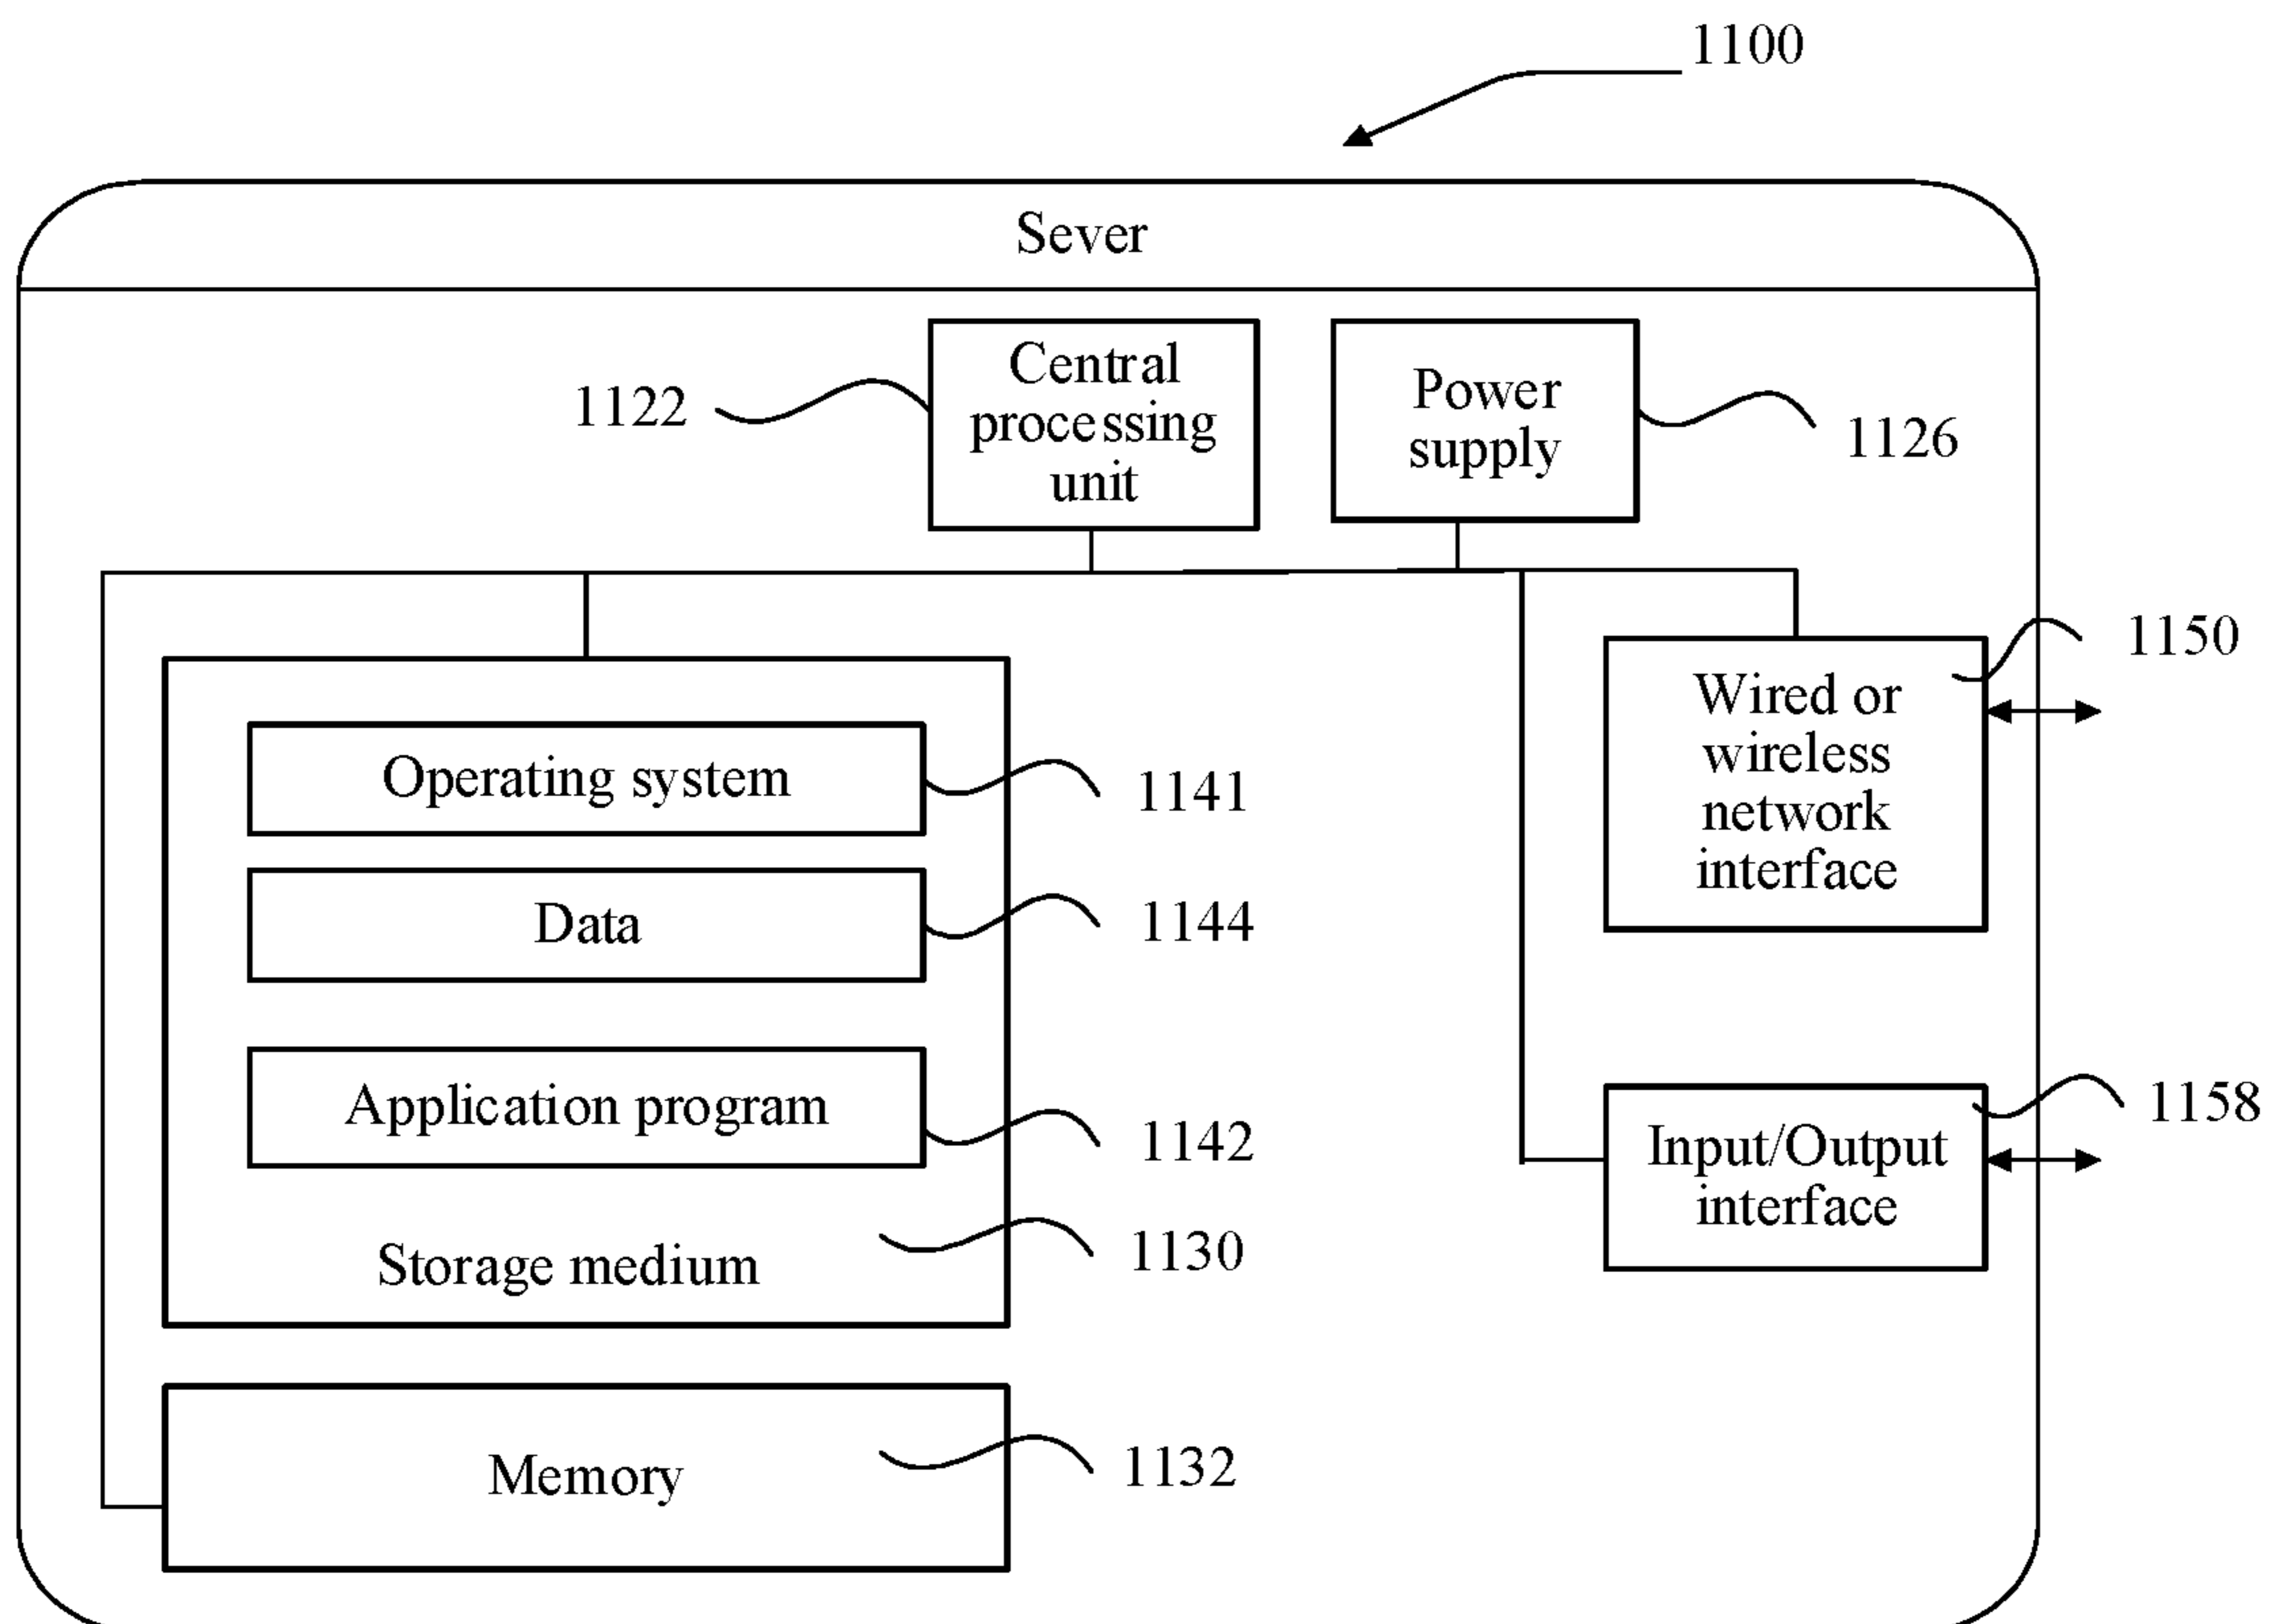 1100
Sever
1122
Central
processing
unit
Power
supply
1126
Operating system
1141
Data
1144
Application program
1142
Storage medium
1130
Memory
1132
Wired or
wireless
network
interface
1150
Input/Output
interface
1158